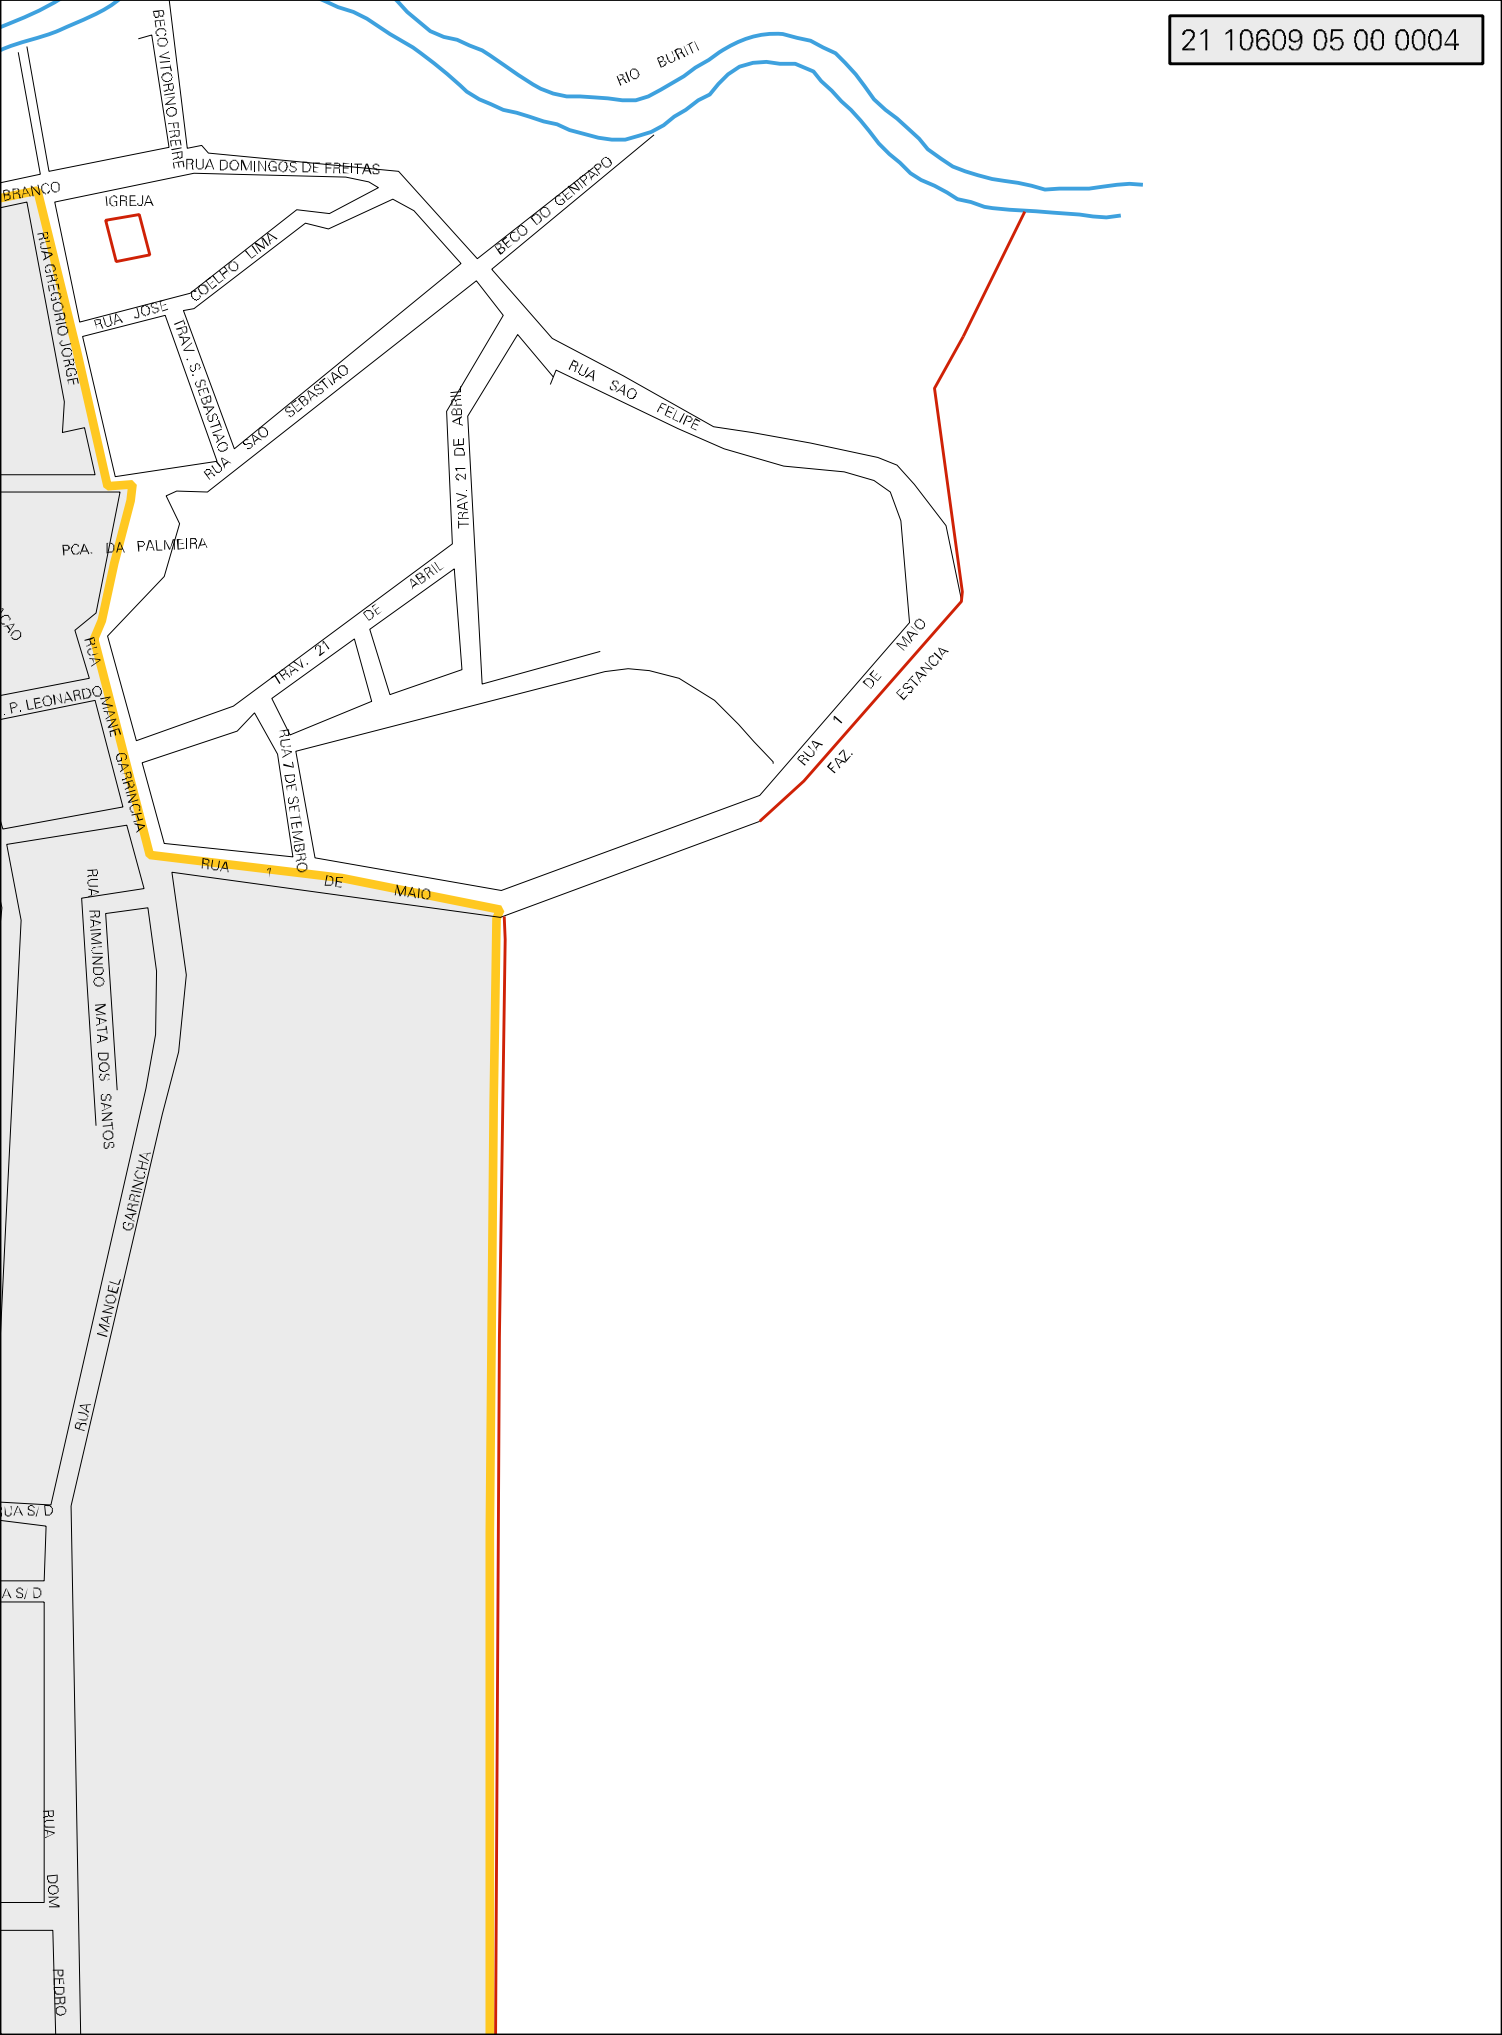 21 10609 05 00 0004
RIO BURITI
BECO VITORINO FREIRE
RUA DOMINGOS DE FREITAS
BRANCO
IGREJA
BECO DO GENIPAPO
RUA GREGORIO JORGE
COELPO LIMA
RUA JOSE
TRAV. S. SEBASTIAO
RUA SAO SEBASTIAO
RUA SAO FELIPE
TRAV. 21 DE ABRIL
PCA. DA PALMEIRA
TRAV. 21 DE ABRIL
CAO
RUA MANE GARRINCHA
. P. LEONARDO
RUA 1 DE MAIO
FAZ. ESTANCIA
RUA 7 DE SETEMBRO
RUA 1 DE MAIO
RUA RAIMUNDO MATA DOS SANTOS
RUA MANOEL GARRINCHA
RUA S/ D
A S/ D
RUA DOM PEDRO